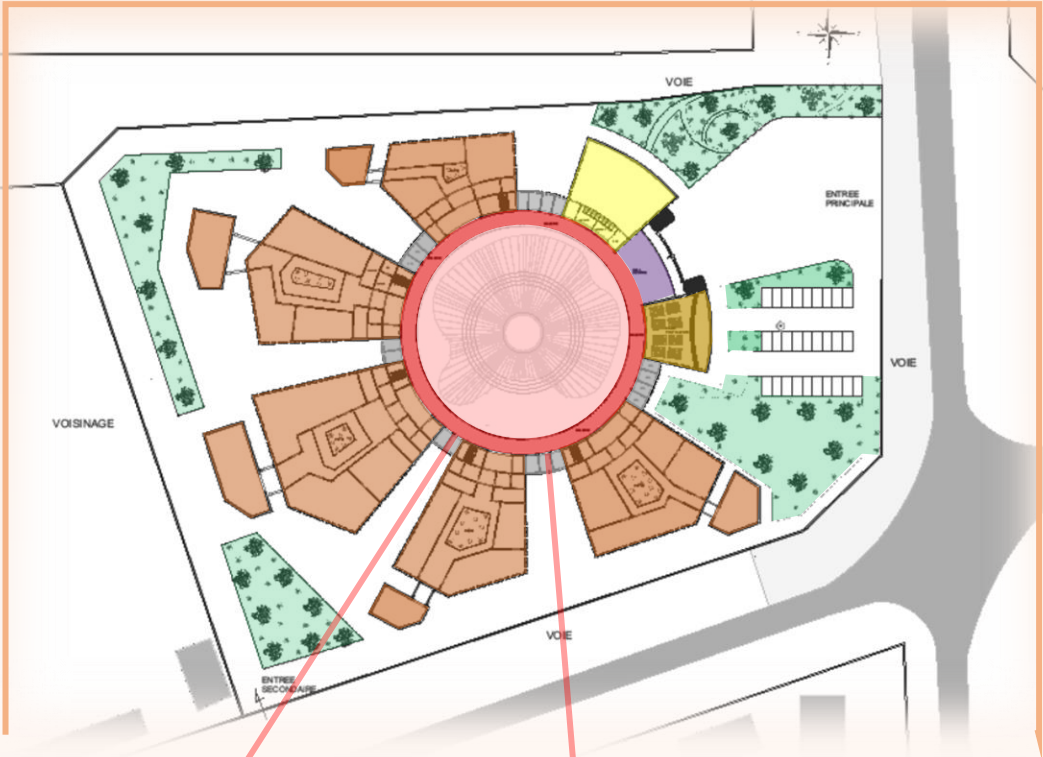 VOIE
ENTREE
PRINCIPALE
VOIE
VOISINAGE
VOIE
ENTREE
SECONDAIRE